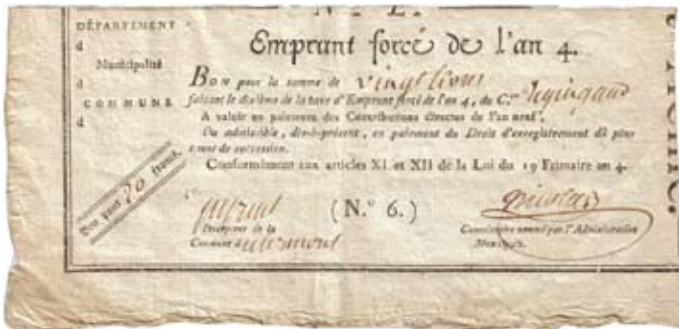 DÉPARTEMENT
d
Municipalité
d
COMMUNE
d
Emprunt forcé de l'an 4.
BON pour la somme de vingt livres
faisant le dixième de la taxe d'Emprunt forcé de l'an 4, du C.en
A valoir en paiement des Contributions directes de l'an neuf.
Ou admissible, dès-à-présent, en paiement du Droit d'enregistrement dû pour
cause de succession.
Conformément aux articles XI et XII de la Loi du 19 Frimaire an 4.
Bon pour 20 francs.
(N.° 6.)
Percepteur de la
Commune
Commissaire nommé par l'Administration
Municipale.